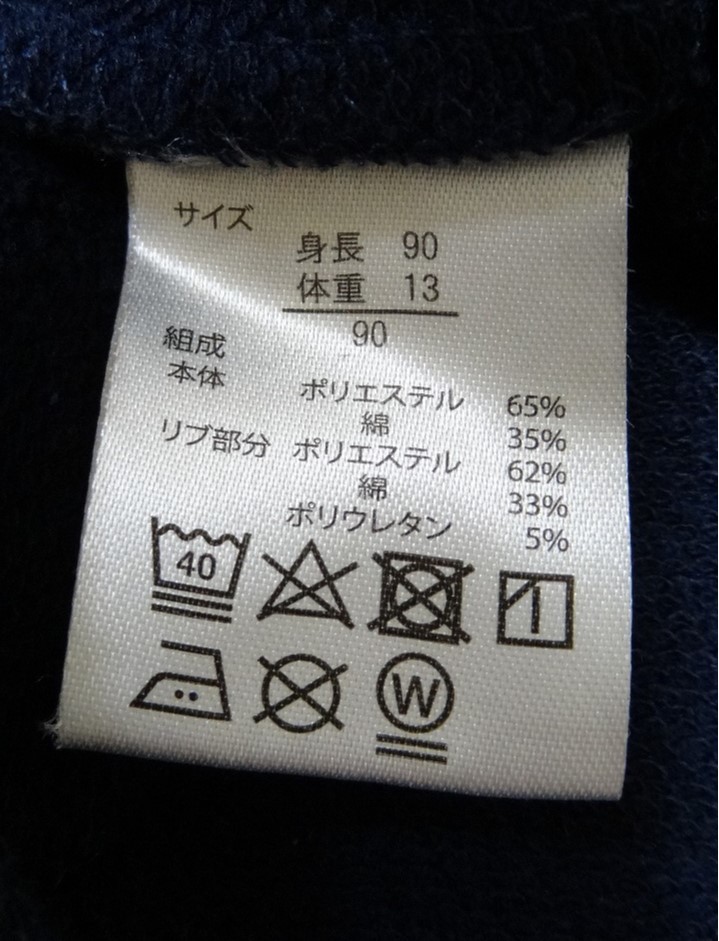 サイズ
身長 90
体重 13
90
組成
本体 ポリエステル 65%
綿 35%
リブ部分 ポリエステル 62%
綿 33%
ポリウレタン 5%
40
W